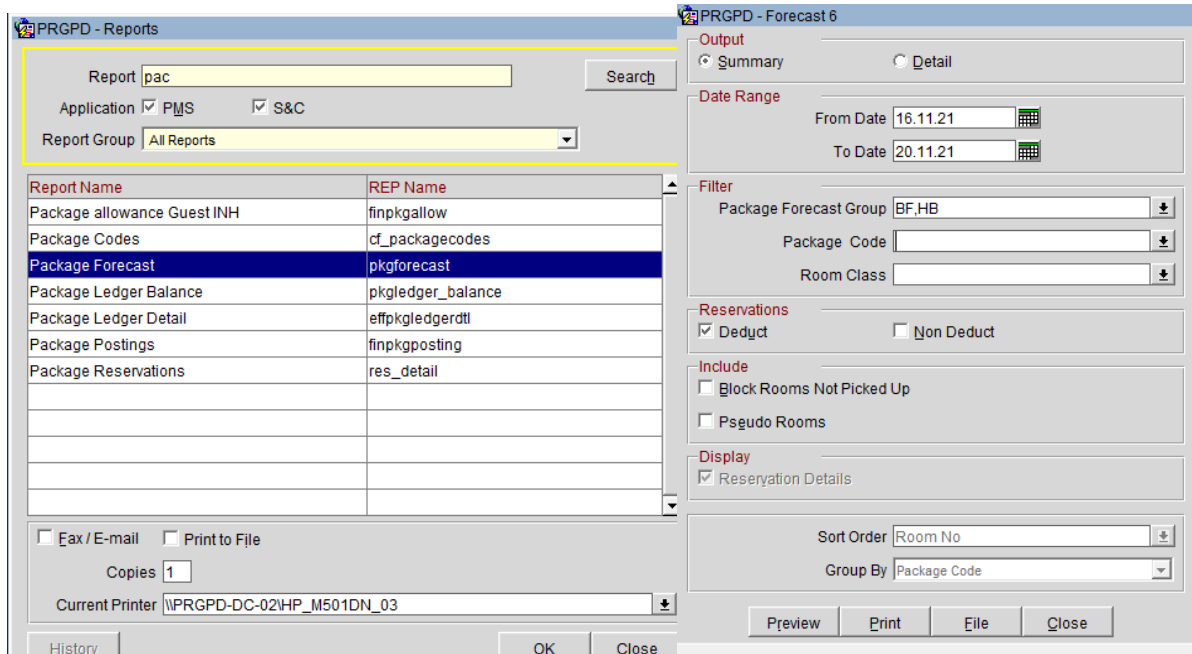 PRGPD - Reports
Report pac Search
Application PMS S&C
Report Group All Reports
Report Name REP Name
Package allowance Guest INH finpkgallow
Package Codes cf_packagecodes
Package Forecast pkgforecast
Package Ledger Balance pkgledger_balance
Package Ledger Detail effpkgledgerdtl
Package Postings finpkgposting
Package Reservations res_detail
Fax / E-mail Print to File
Copies 1
Current Printer \\PRGPD-DC-02\HP_M501DN_03
History OK Close
PRGPD - Forecast 6
Output
Summary Detail
Date Range
From Date 16.11.21
To Date 20.11.21
Filter
Package Forecast Group BF,HB
Package Code
Room Class
Reservations
Deduct Non Deduct
Include
Block Rooms Not Picked Up
Pseudo Rooms
Display
Reservation Details
Sort Order Room No
Group By Package Code
Preview Print File Close